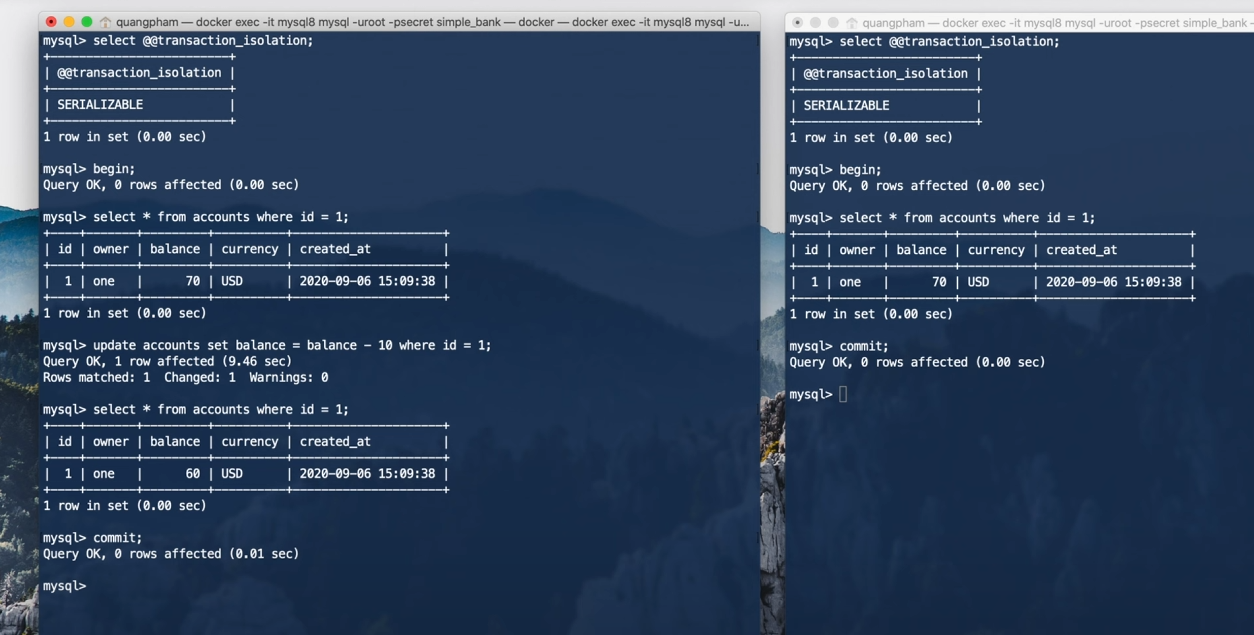 quangpham — docker exec -it mysql8 mysql -uroot -psecret simple_bank — docker — docker exec -it mysql8 mysql -u...
mysql> select @@transaction_isolation;
+-------------------------+
| @@transaction_isolation |
+-------------------------+
| SERIALIZABLE            |
+-------------------------+
1 row in set (0.00 sec)
mysql> begin;
Query OK, 0 rows affected (0.00 sec)
mysql> select * from accounts where id = 1;
+----+-------+---------+----------+---------------------+
| id | owner | balance | currency | created_at          |
+----+-------+---------+----------+---------------------+
|  1 | one   |      70 | USD      | 2020-09-06 15:09:38 |
+----+-------+---------+----------+---------------------+
1 row in set (0.00 sec)
mysql> update accounts set balance = balance - 10 where id = 1;
Query OK, 1 row affected (9.46 sec)
Rows matched: 1  Changed: 1  Warnings: 0
mysql> select * from accounts where id = 1;
+----+-------+---------+----------+---------------------+
| id | owner | balance | currency | created_at          |
+----+-------+---------+----------+---------------------+
|  1 | one   |      60 | USD      | 2020-09-06 15:09:38 |
+----+-------+---------+----------+---------------------+
1 row in set (0.00 sec)
mysql> commit;
Query OK, 0 rows affected (0.01 sec)
mysql>
quangpham — docker exec -it mysql8 mysql -uroot -psecret simple_bank –
mysql> select @@transaction_isolation;
+-------------------------+
| @@transaction_isolation |
+-------------------------+
| SERIALIZABLE            |
+-------------------------+
1 row in set (0.00 sec)
mysql> begin;
Query OK, 0 rows affected (0.00 sec)
mysql> select * from accounts where id = 1;
+----+-------+---------+----------+---------------------+
| id | owner | balance | currency | created_at          |
+----+-------+---------+----------+---------------------+
|  1 | one   |      70 | USD      | 2020-09-06 15:09:38 |
+----+-------+---------+----------+---------------------+
1 row in set (0.00 sec)
mysql> commit;
Query OK, 0 rows affected (0.00 sec)
mysql>